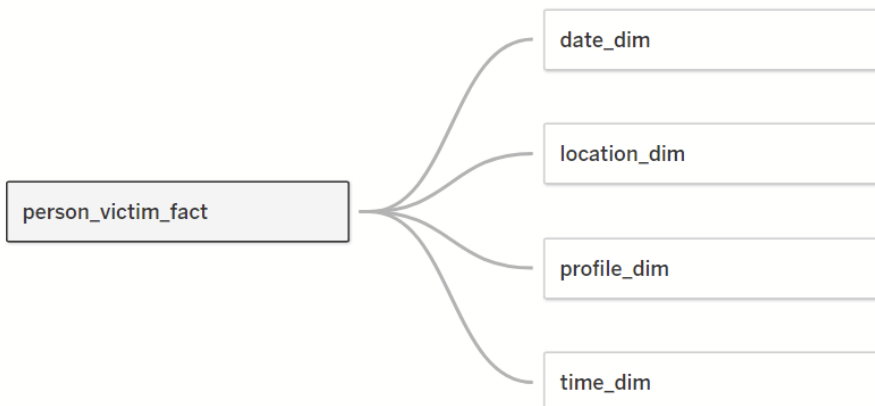 date_dim
location_dim
person_victim_fact
profile_dim
time_dim